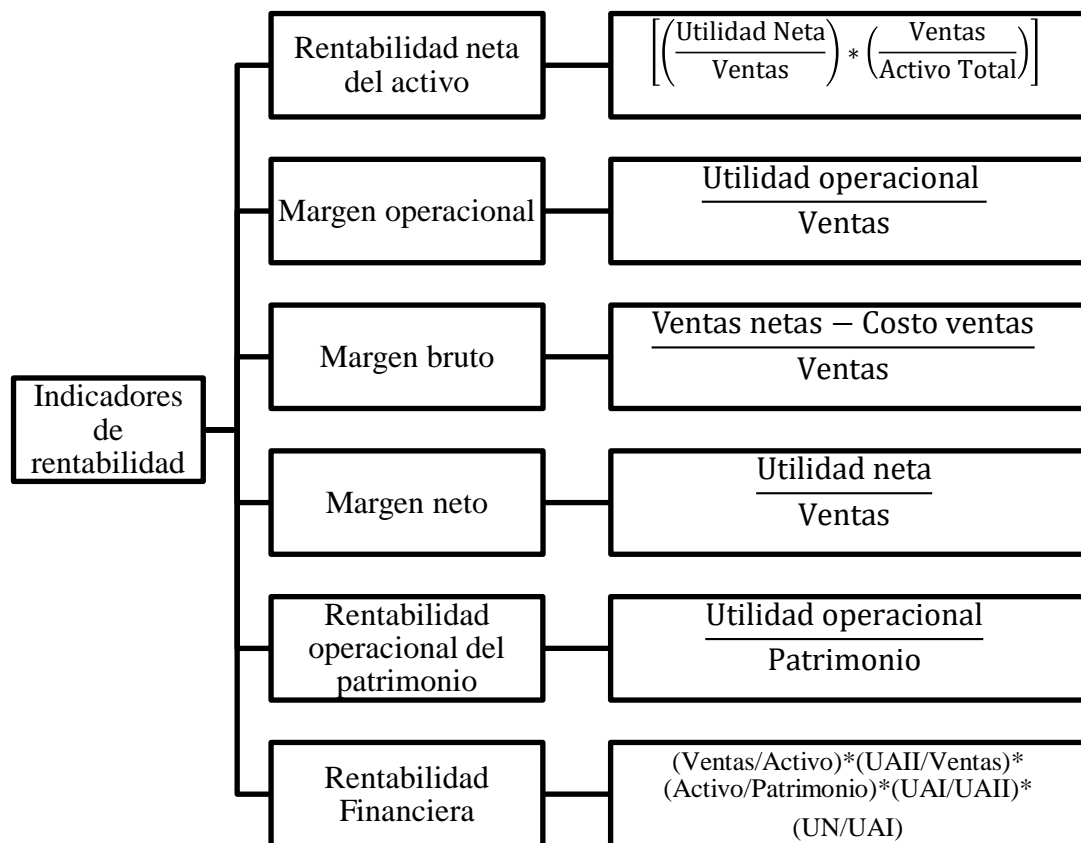 Indicadores
de
rentabilidad
Rentabilidad neta
del activo
[(Utilidad Neta/Ventas) * (Ventas/Activo Total)]
Margen operacional
Utilidad operacional
Ventas
Margen bruto
Ventas netas − Costo ventas
Ventas
Margen neto
Utilidad neta
Ventas
Rentabilidad
operacional del
patrimonio
Utilidad operacional
Patrimonio
Rentabilidad
Financiera
(Ventas/Activo)*(UAII/Ventas)*
(Activo/Patrimonio)*(UAI/UAII)*
(UN/UAI)